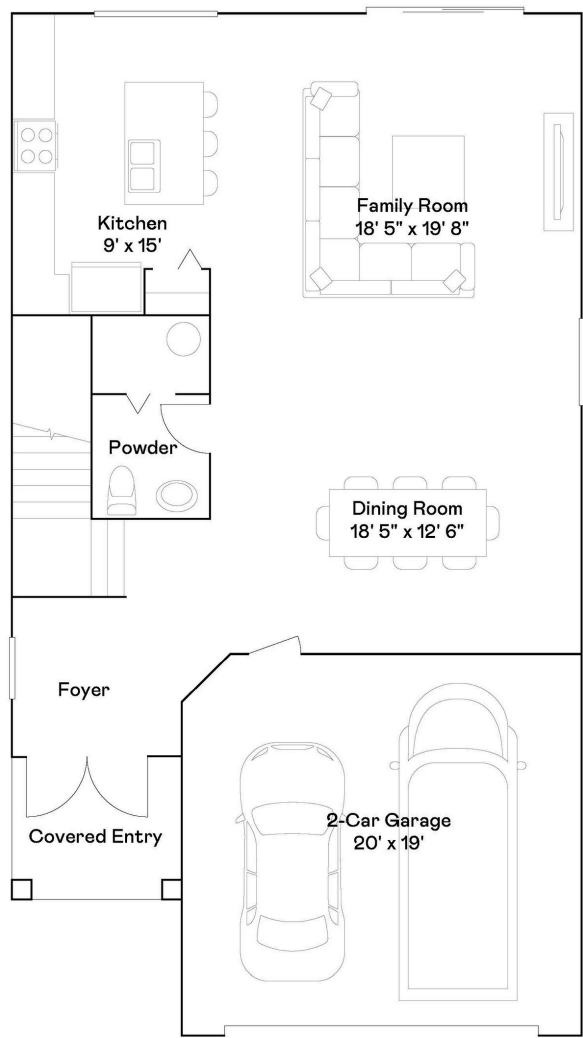 Kitchen
9' x 15'
Family Room
18' 5" x 19' 8"
Powder
Dining Room
18' 5" x 12' 6"
Foyer
Covered Entry
2-Car Garage
20' x 19'